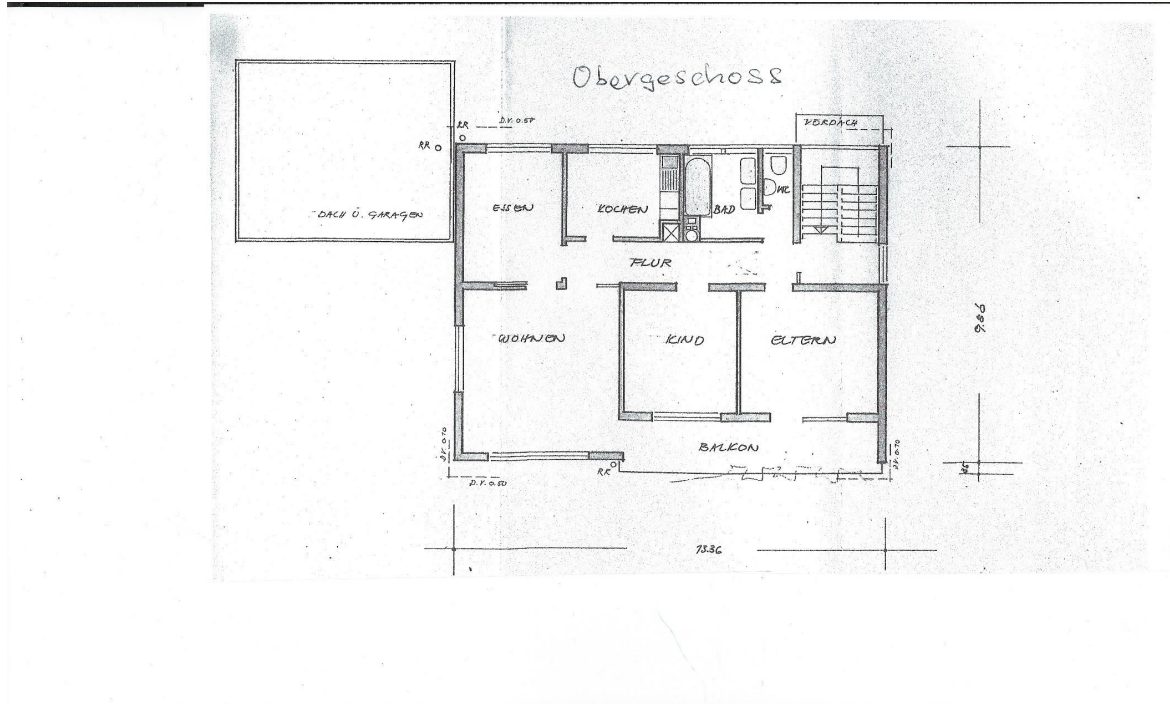 Obergeschoss
VORDACH
D.V. 0.50
RR
RR
DACH Ü. GARAGEN
ESSEN
KOCHEN
BAD
WC
FLUR
WOHNEN
KIND
ELTERN
9.86
BALKON
D.V. 0.70
D.V. 0.70
RR
D.V. 0.50
13.36